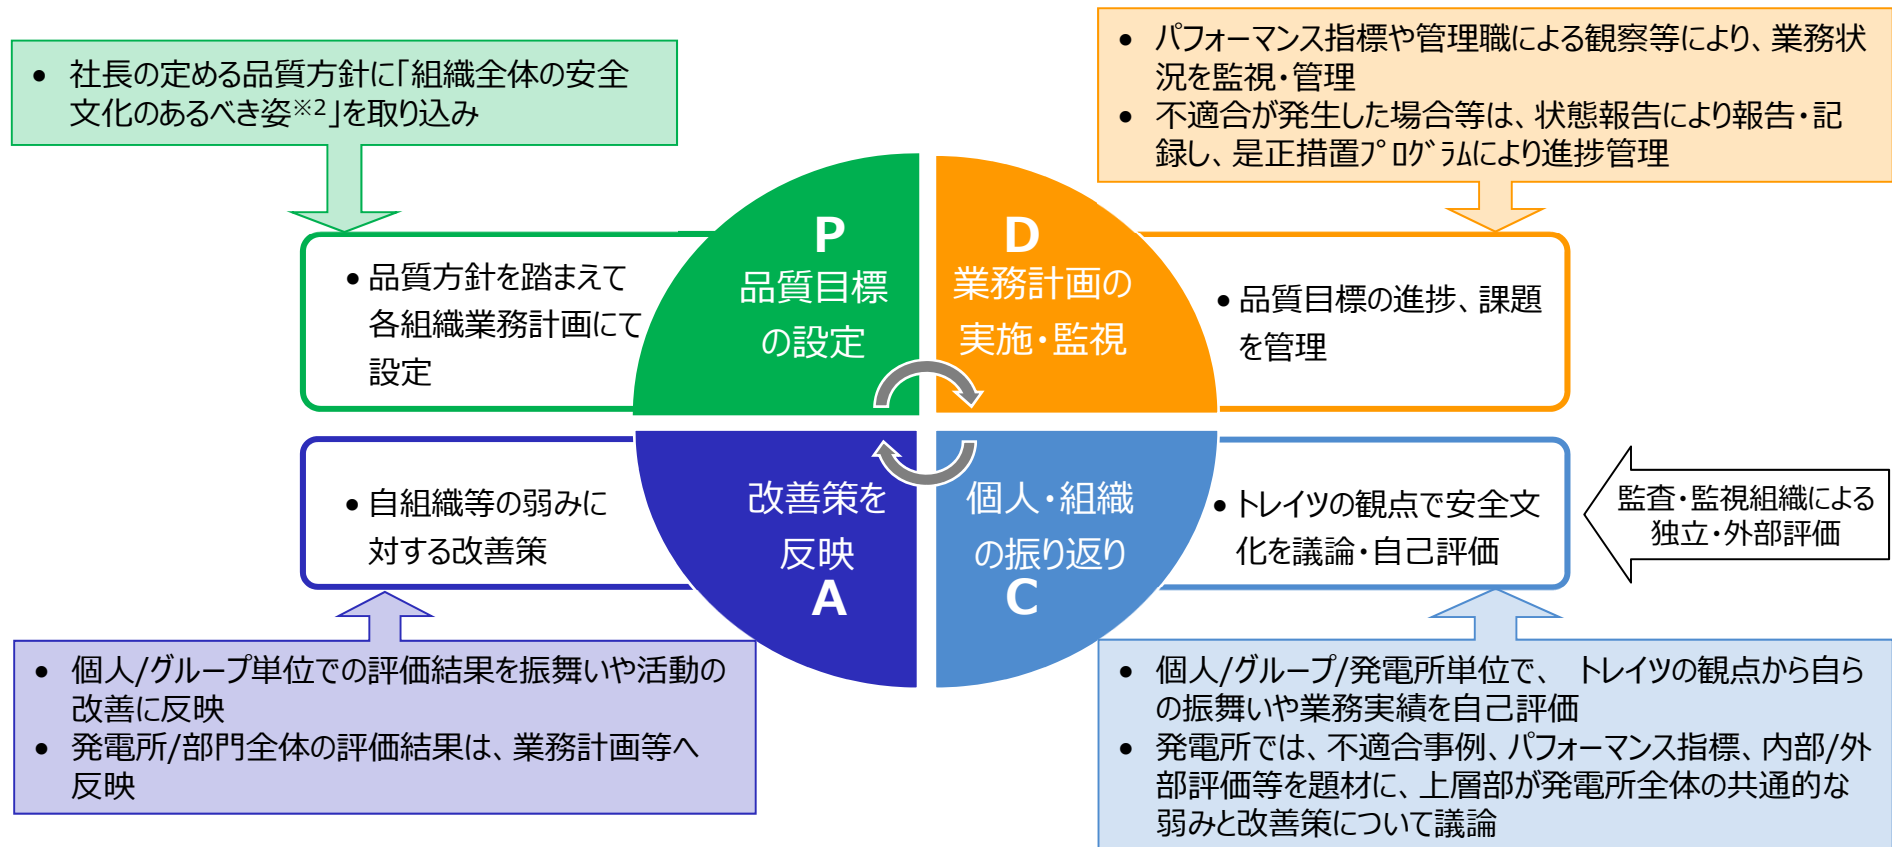 • 社長の定める品質方針に「組織全体の安全
文化のあるべき姿※2」を取り込み
• パフォーマンス指標や管理職による観察等により、業務状
況を監視・管理
• 不適合が発生した場合等は、状態報告により報告・記
録し、是正措置ﾌﾟﾛｸﾞﾗﾑにより進捗管理
• 品質方針を踏まえて
各組織業務計画にて
設定
P
品質目標
の設定
D
業務計画の
実施・監視
• 品質目標の進捗、課題
を管理
• 自組織等の弱みに
対する改善策
改善策を
反映
A
個人・組織
の振り返り
C
• トレイツの観点で安全文
化を議論・自己評価
監査・監視組織による
独立・外部評価
• 個人/グループ単位での評価結果を振舞いや活動の
改善に反映
• 発電所/部門全体の評価結果は、業務計画等へ
反映
• 個人/グループ/発電所単位で、 トレイツの観点から自ら
の振舞いや業務実績を自己評価
• 発電所では、不適合事例、パフォーマンス指標、内部/外
部評価等を題材に、上層部が発電所全体の共通的な
弱みと改善策について議論